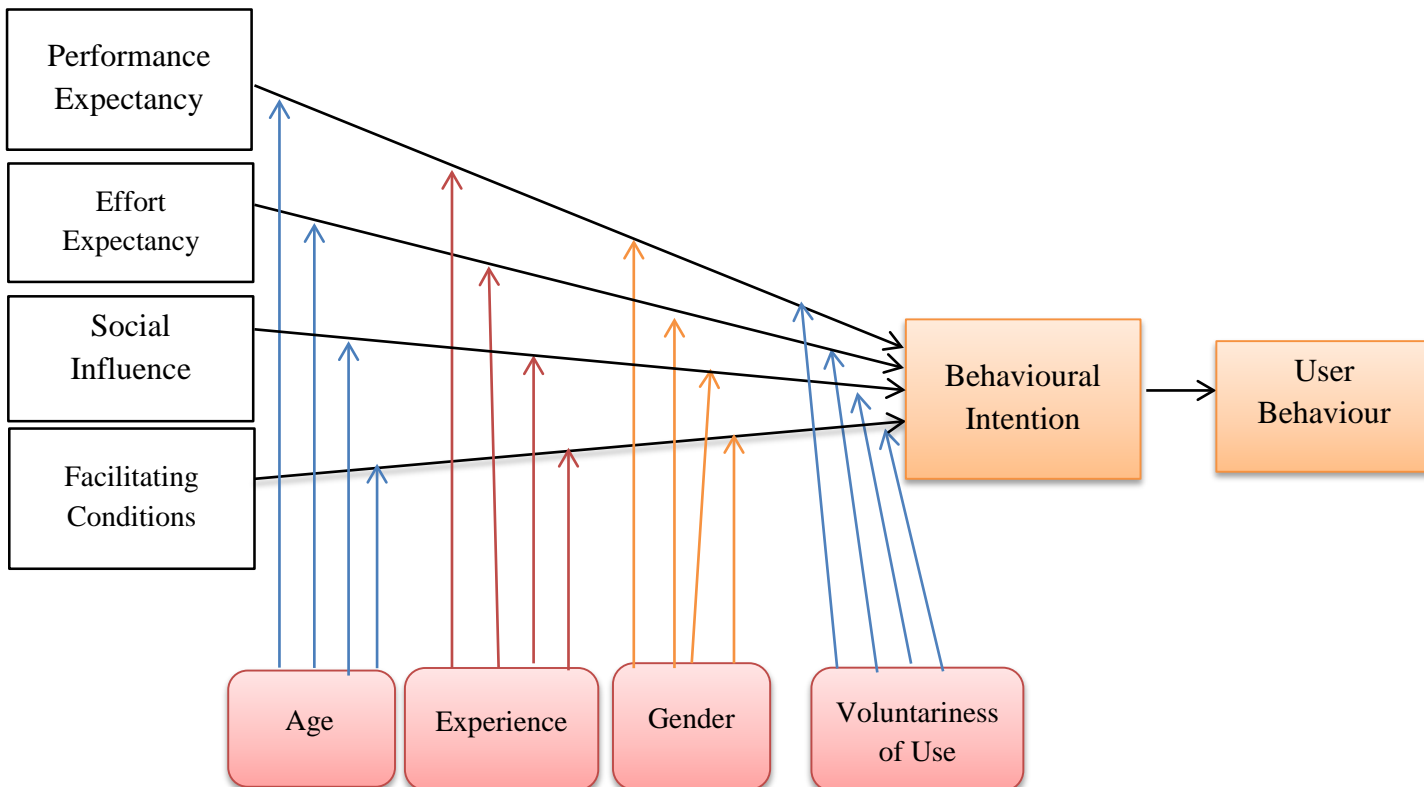 Performance
Expectancy
Effort
Expectancy
Social
Influence
Facilitating
Conditions
Behavioural
Intention
User
Behaviour
Age
Experience
Gender
Voluntariness
of Use